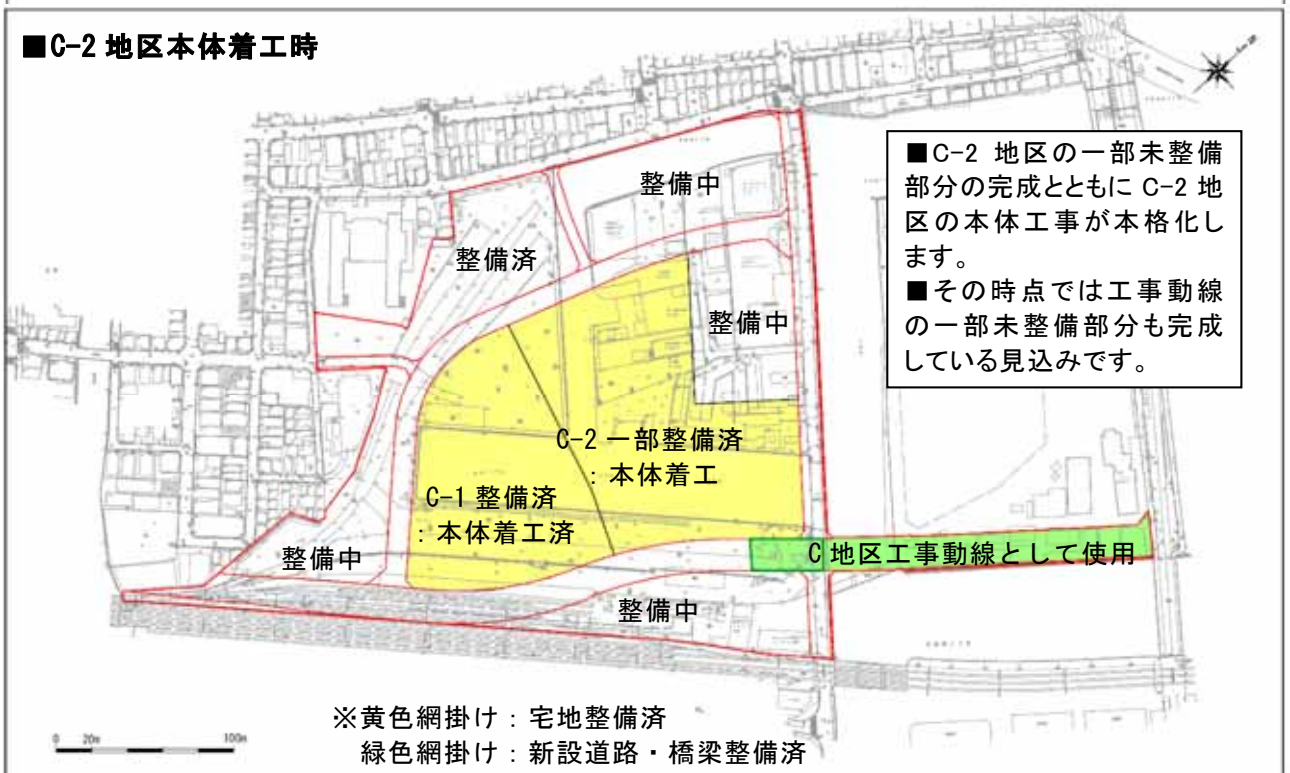 ■C-2 地区本体着工時
■C-2 地区の一部未整備
部分の完成とともに C-2 地
区の本体工事が本格化し
ます。
■その時点では工事動線
の一部未整備部分も完成
している見込みです。
整備中
整備済
整備中
C-2 一部整備済
：本体着工
C-1 整備済
：本体着工済
整備中
C 地区工事動線として使用
整備中
※黄色網掛け：宅地整備済
緑色網掛け：新設道路・橋梁整備済
0 20m 100m